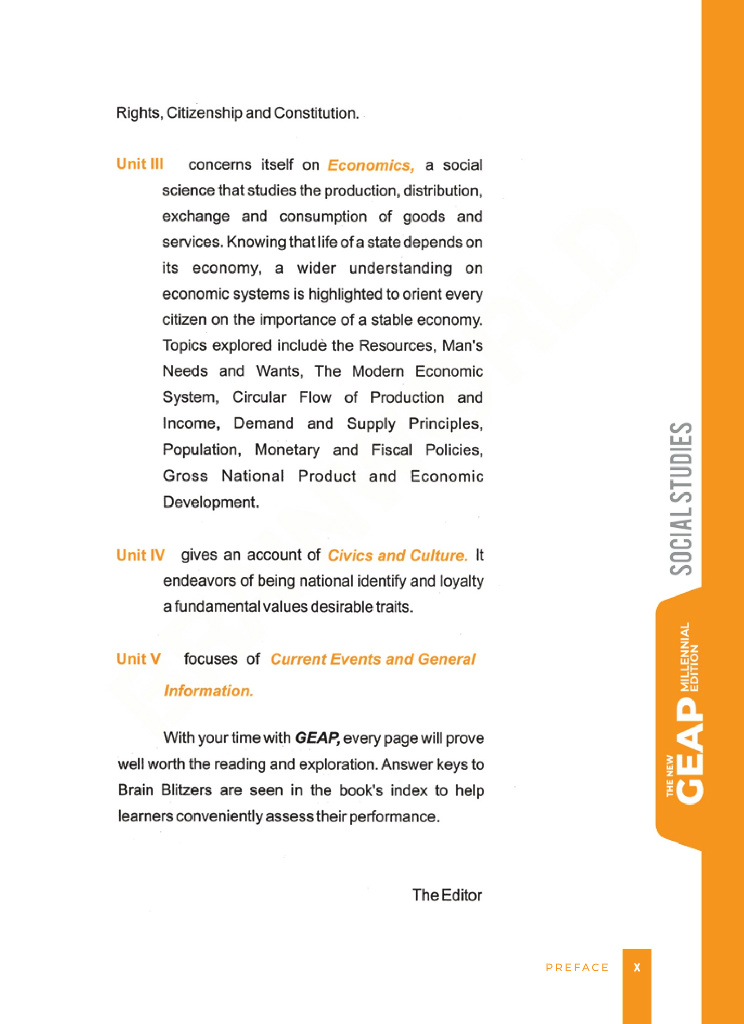 Rights, Citizenship and Constitution.
Unit III concerns itself on Economics, a social
science that studies the production, distribution,
exchange and consumption of goods and
services. Knowing that life of a state depends on
its economy, a wider understanding on
economic systems is highlighted to orient every
citizen on the importance of a stable economy.
Topics explored include the Resources, Man's
Needs and Wants, The Modern Economic
System, Circular Flow of Production and
Income, Demand and Supply Principles,
Population, Monetary and Fiscal Policies,
Gross National Product and Economic
Development.
Unit IV gives an account of Civics and Culture. It
endeavors of being national identify and loyalty
a fundamental values desirable traits.
Unit V focuses of Current Events and General
Information.
With your time with GEAP, every page will prove
well worth the reading and exploration. Answer keys to
Brain Blitzers are seen in the book's index to help
learners conveniently assess their performance.
The Editor
SOCIAL STUDIES
THE NEW
GEAP
MILLENNIAL
EDITION
PREFACE X